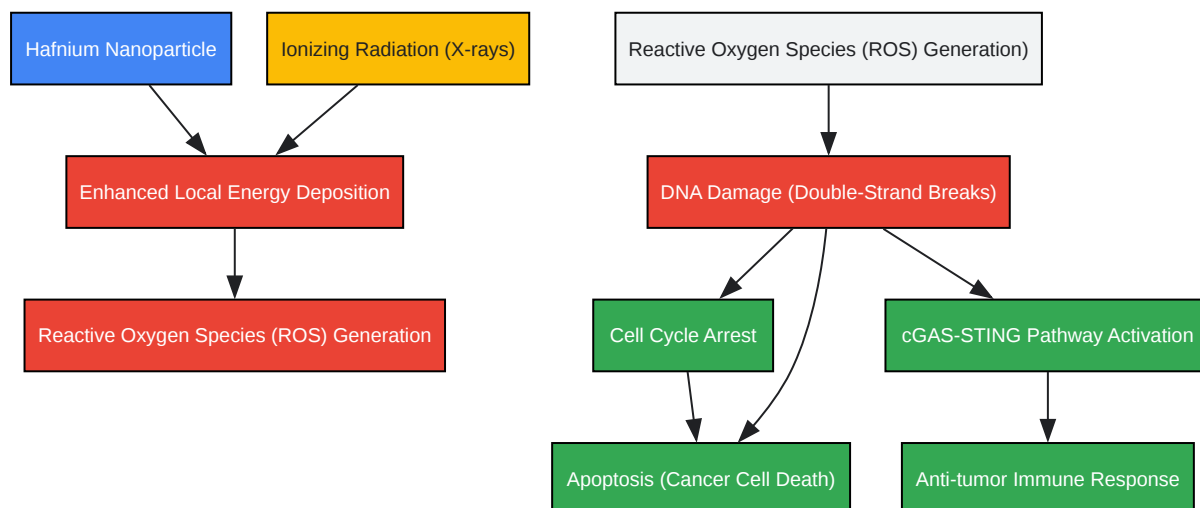 Hafnium Nanoparticle
Ionizing Radiation (X-rays)
Reactive Oxygen Species (ROS) Generation)
Enhanced Local Energy Deposition
DNA Damage (Double-Strand Breaks)
Reactive Oxygen Species (ROS) Generation
Cell Cycle Arrest
cGAS-STING Pathway Activation
Apoptosis (Cancer Cell Death)
Anti-tumor Immune Response